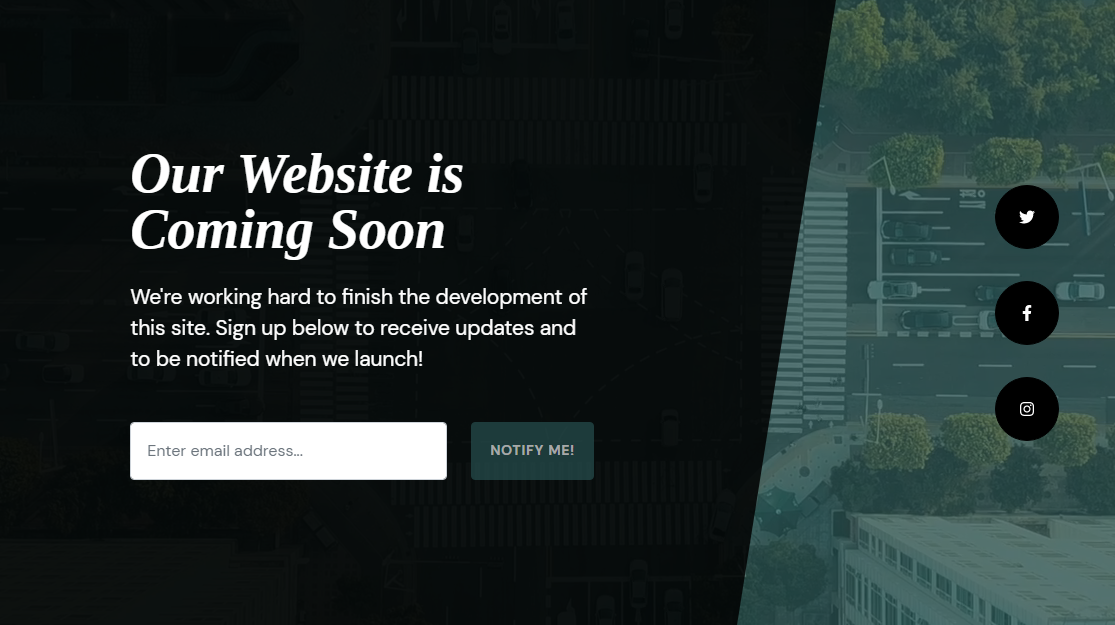 Our Website is
Coming Soon
We're working hard to finish the development of
this site. Sign up below to receive updates and
to be notified when we launch!
Enter email address...
NOTIFY ME!